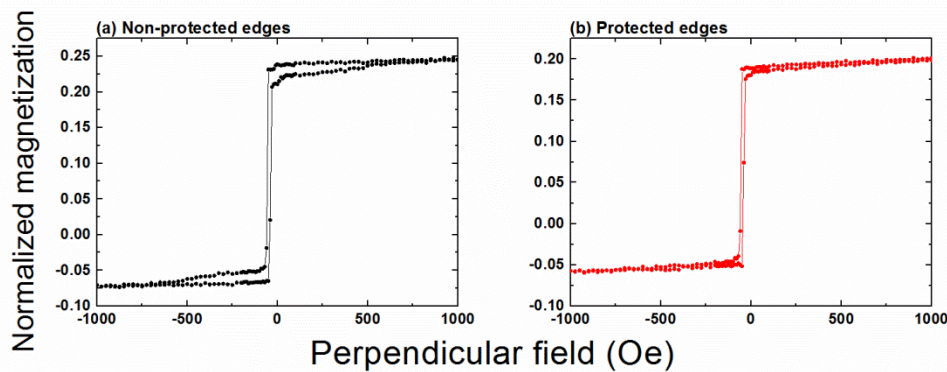 (a) Non-protected edges
(b) Protected edges
Normalized magnetization
0.25
0.20
0.15
0.10
0.05
0.00
-0.05
-0.10
-1000 -500 0 500 1000
0.20
0.15
0.10
0.05
0.00
-0.05
-0.10
-1000 -500 0 500 1000
Perpendicular field (Oe)